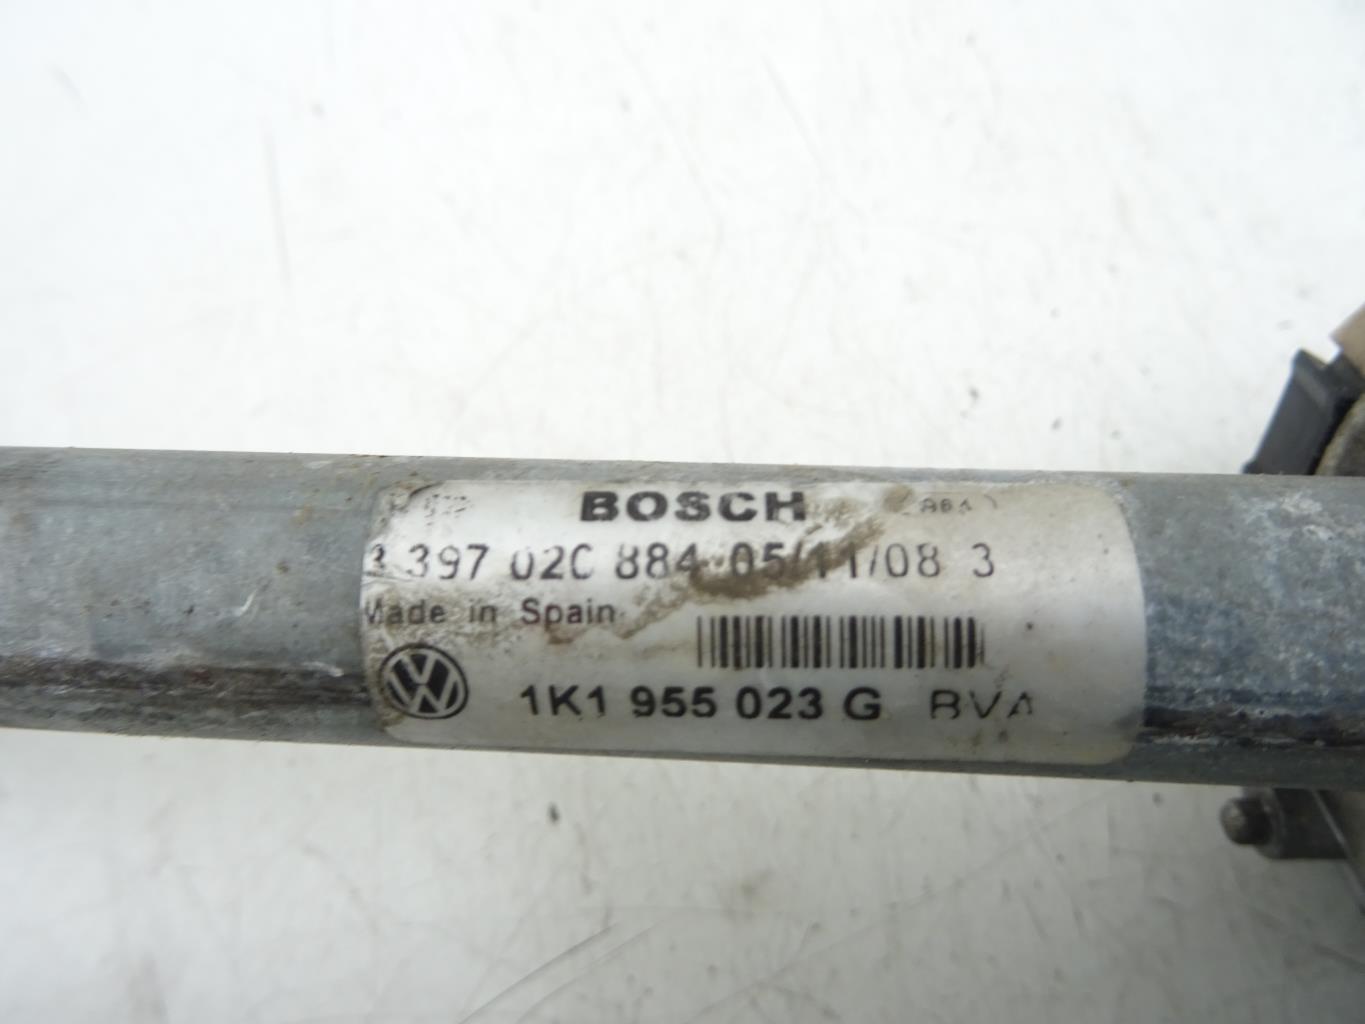 BOSCH
3 397 020 884 05/11/08 3
Made in Spain
1K1 955 023 G BVA